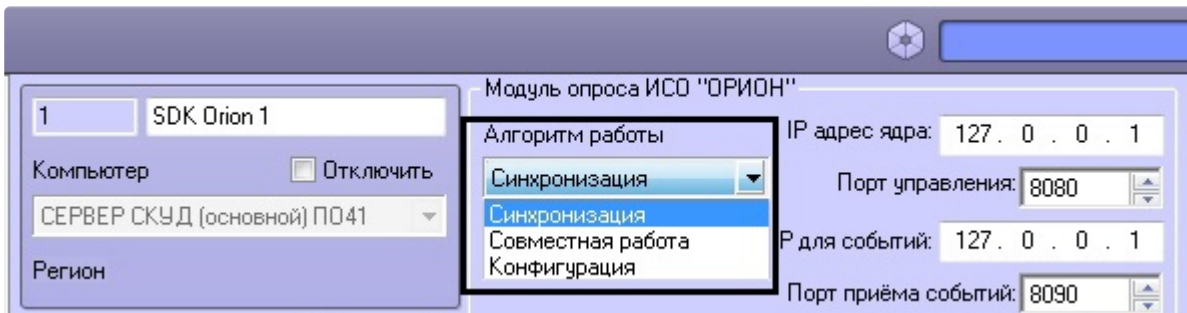 1
SDK Orion 1
Компьютер
Отключить
СЕРВЕР СКУД (основной) ПО41
Регион
Модуль опроса ИСО "ОРИОН"
Алгоритм работы
Синхронизация
Синхронизация
Совместная работа
Конфигурация
IP адрес ядра: 127 . 0 . 0 . 1
Порт управления: 8080
P для событий: 127 . 0 . 0 . 1
Порт приёма событий: 8090